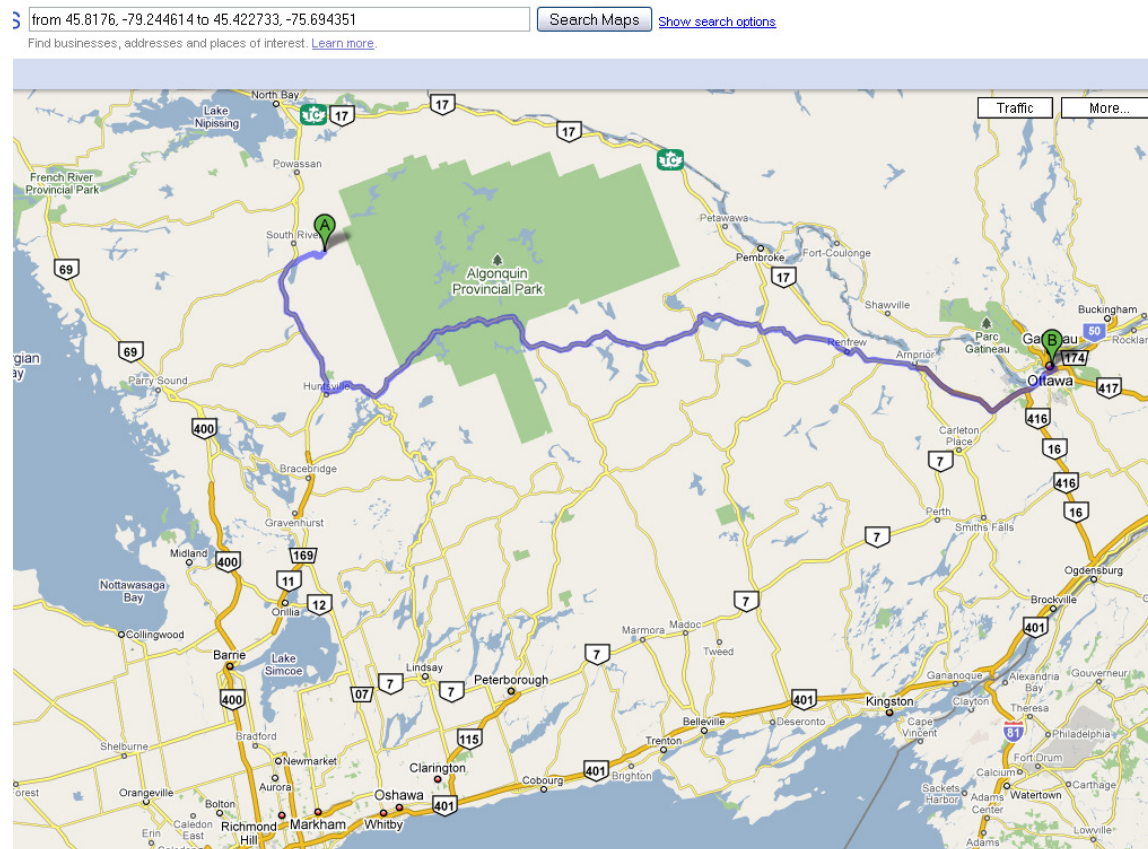 from 45.8176, -79.244614 to 45.422733, -75.694351
Search Maps
Show search options
Find businesses, addresses and places of interest. Learn more.
Traffic
More...
North Bay
Lake Nipissing
TC
17
17
17
TC
Powassan
French River
Provincial Park
A
South River
Petawawa
Pembroke
Fort-Coulonge
17
69
Algonquin
Provincial Park
Shawville
Buckingham
50
Parc
Gatineau
Gatineau
B
174
Ottawa
417
69
Parry Sound
Huntsville
Renfrew
Arnprior
416
400
Carleton
Place
16
7
416
16
Bracebridge
Gravenhurst
Perth
Smiths Falls
7
Midland
400
169
11
12
Nottawasaga
Bay
Orillia
Ogdensburg
7
Brockville
401
Collingwood
Barrie
Lake
Simcoe
Marmora
Madoc
Tweed
7
Lindsay
7
7
07
Peterborough
Gananoque
Alexandria
Bay
Gouverneur
400
401
Kingston
Clayton
Theresa
Belleville
Deseronto
Cape
Vincent
81
Philadelphia
Shelburne
Bradford
115
Trenton
Newmarket
Clarington
401
Brighton
Cobourg
Fort Drum
Calcium
Carthage
Aurora
Orangeville
Bolton
Oshawa
401
Sackets
Harbor
Adams
Center
Watertown
Caledon
East
Erin
Richmond
Hill
Markham
Whitby
Lowville
Adams